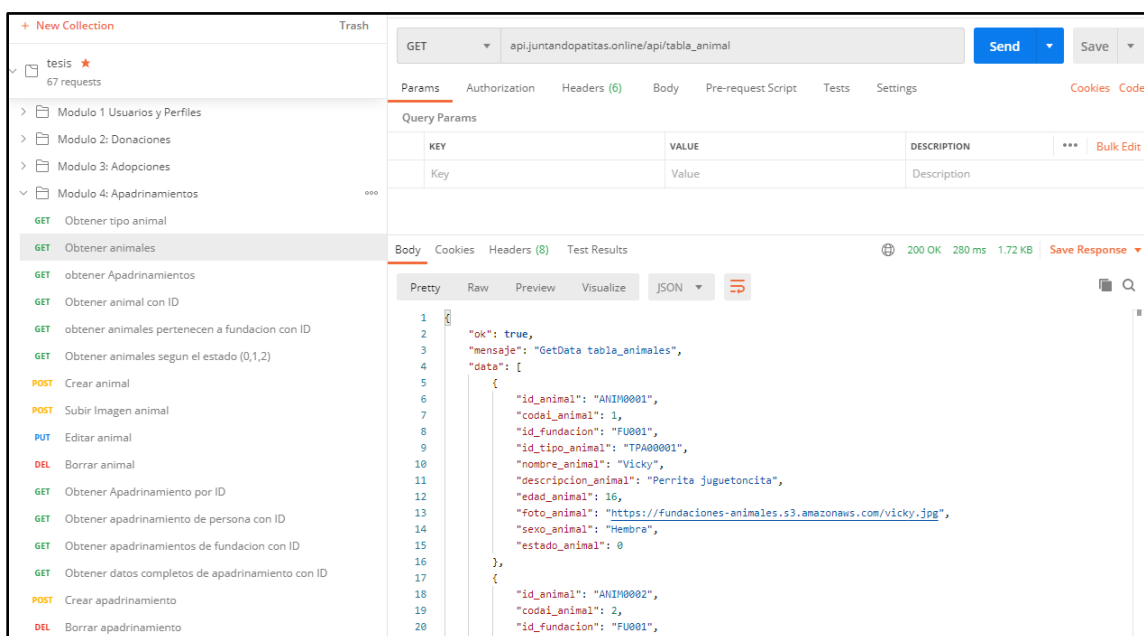 + New Collection Trash
tesis ★
67 requests
Modulo 1 Usuarios y Perfiles
Modulo 2: Donaciones
Modulo 3: Adopciones
Modulo 4: Apadrinamientos
GET Obtener tipo animal
GET Obtener animales
GET obtener Apadrinamientos
GET Obtener animal con ID
GET obtener animales pertenecen a fundacion con ID
GET Obtener animales segun el estado (0,1,2)
POST Crear animal
POST Subir Imagen animal
PUT Editar animal
DEL Borrar animal
GET Obtener Apadrinamiento por ID
GET Obtener apadrinamiento de persona con ID
GET Obtener apadrinamientos de fundacion con ID
GET Obtener datos completos de apadrinamiento con ID
POST Crear apadrinamiento
DEL Borrar apadrinamiento
GET api.juntandopatitas.online/api/tabla_animal Send Save
Params Authorization Headers (6) Body Pre-request Script Tests Settings Cookies Code
Query Params
KEY VALUE DESCRIPTION ••• Bulk Edit
Key Value Description
Body Cookies Headers (8) Test Results 200 OK 280 ms 1.72 KB Save Response
Pretty Raw Preview Visualize JSON
1 {
2 "ok": true,
3 "mensaje": "GetData tabla_animales",
4 "data": [
5 {
6 "id_animal": "ANIM0001",
7 "codai_animal": 1,
8 "id_fundacion": "FU001",
9 "id_tipo_animal": "TPA00001",
10 "nombre_animal": "Vicky",
11 "descripcion_animal": "Perrita juguetoncita",
12 "edad_animal": 16,
13 "foto_animal": "https://fundaciones-animales.s3.amazonaws.com/vicky.jpg",
14 "sexo_animal": "Hembra",
15 "estado_animal": 0
16 },
17 {
18 "id_animal": "ANIM0002",
19 "codai_animal": 2,
20 "id_fundacion": "FU001",